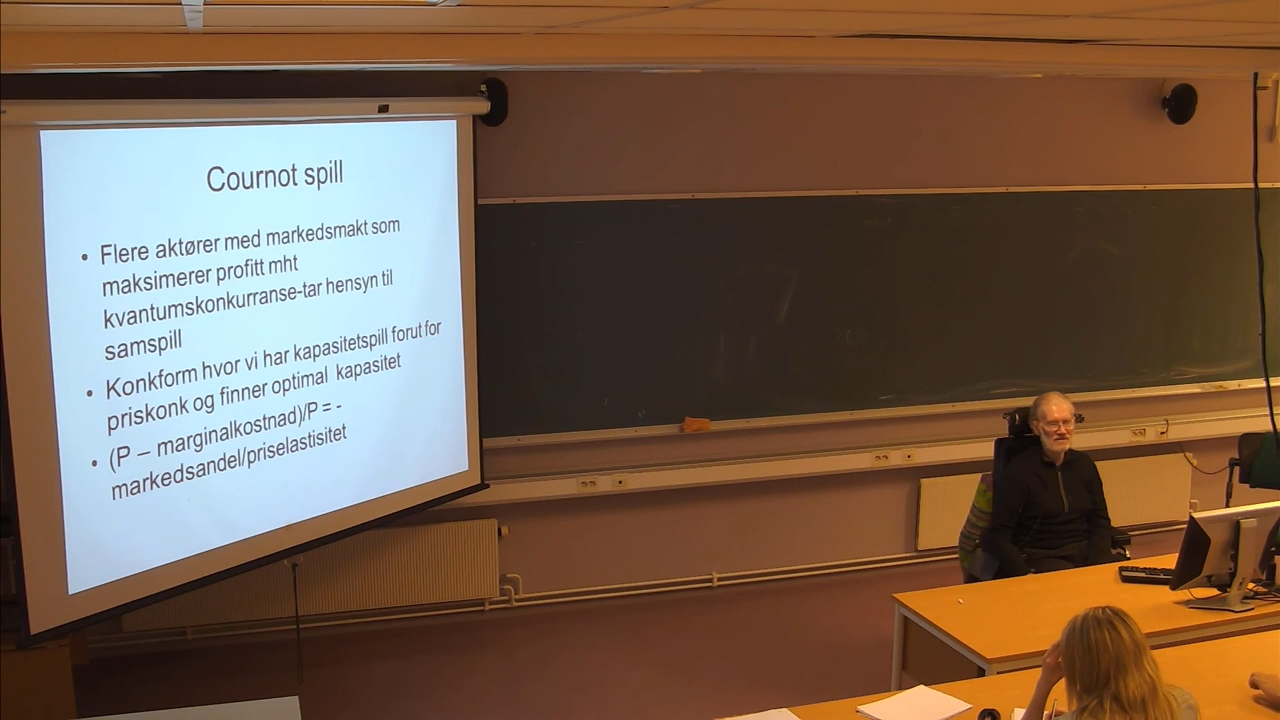 Cournot spill
• Flere aktører med markedsmakt som
maksimerer profitt mht
kvantumskonkurranse-tar hensyn til
samspill
• Konkform hvor vi har kapasitetspill forut for
priskonk og finner optimal kapasitet
• (P – marginalkostnad)/P = -
markedsandel/priselastisitet